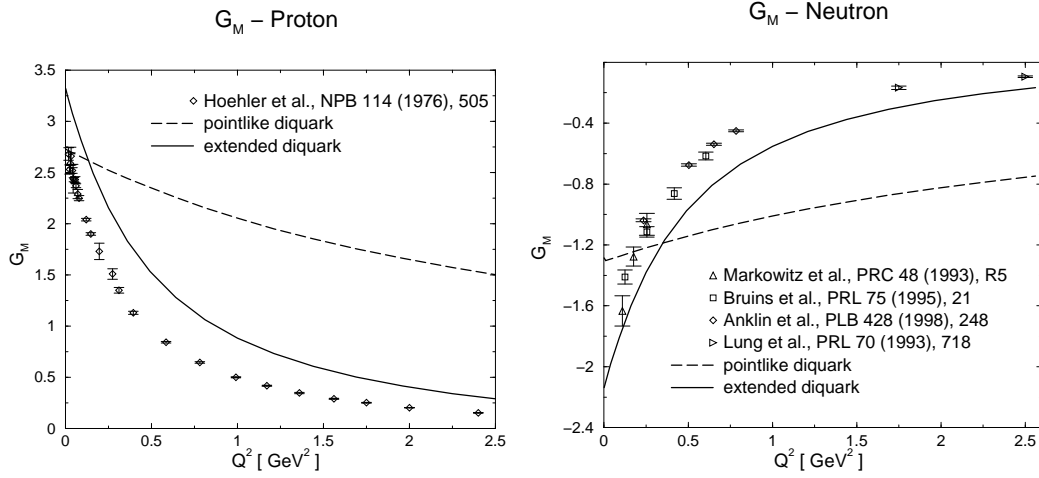 G_M – Proton
3.5
3
2.5
2
1.5
1
0.5
0
G_M
Hoehler et al., NPB 114 (1976), 505
pointlike diquark
extended diquark
0 0.5 1 1.5 2 2.5
Q^2 [ GeV^2 ]
G_M – Neutron
−0.4
−0.8
−1.2
−1.6
−2
−2.4
G_M
Markowitz et al., PRC 48 (1993), R5
Bruins et al., PRL 75 (1995), 21
Anklin et al., PLB 428 (1998), 248
Lung et al., PRL 70 (1993), 718
pointlike diquark
extended diquark
0 0.5 1 1.5 2 2.5
Q^2 [ GeV^2 ]